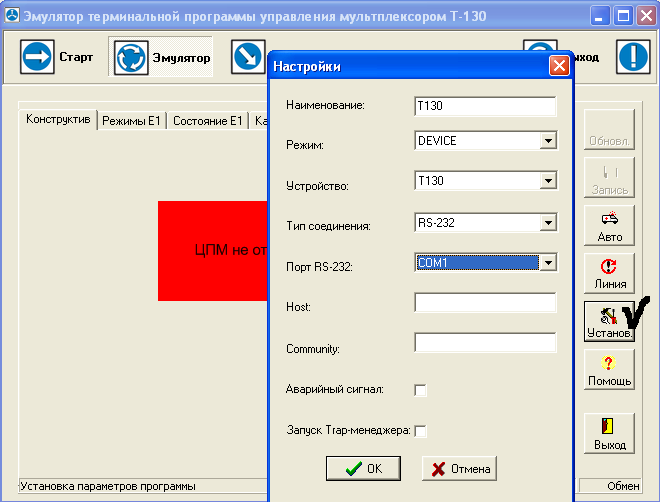 Эмулятор терминальной программы управления мультплексором Т-130
Старт
Эмулятор
ыход
Настройки
Конструктив
Режимы Е1
Состояние Е1
Ка
ЦПМ не от
Наименование:
T130
Режим:
DEVICE
Устройство:
T130
Тип соединения:
RS-232
Порт RS-232:
COM1
Host:
Community:
Аварийный сигнал:
Запуск Trap-менеджера:
OK
Отмена
Обновл.
Запись
Авто
Линия
Установ.
Помощь
Выход
Установка параметров программы
Обмен